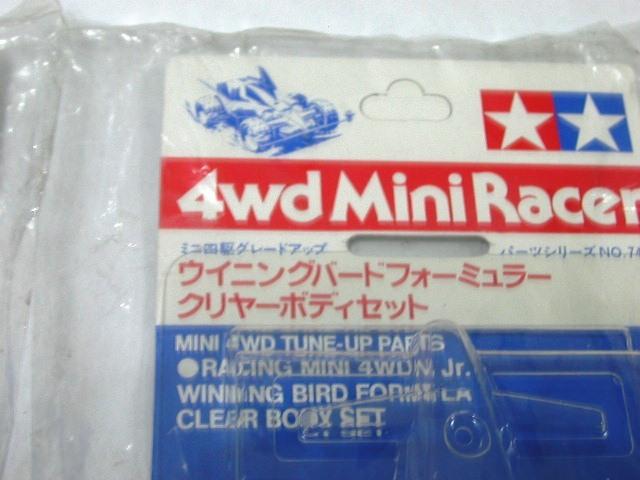 4wd Mini Racer
ミニ四駆グレードアップ パーツシリーズ NO.74
ウイニングバードフォーミュラー
クリヤーボディセット
MINI 4WD TUNE-UP PARTS
●RACING MINI 4WD Jr.
WINNING BIRD FORMULA
CLEAR BODY SET